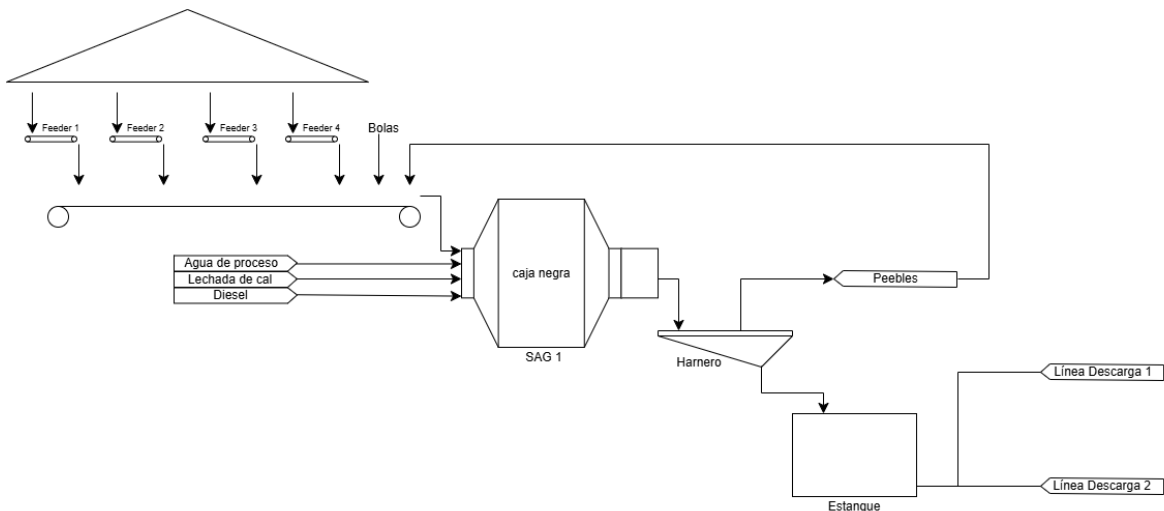 Feeder 1
Feeder 2
Feeder 3
Feeder 4
Bolas
Agua de proceso
Lechada de cal
Diesel
caja negra
SAG 1
Peebles
Harnero
Línea Descarga 1
Línea Descarga 2
Estanque